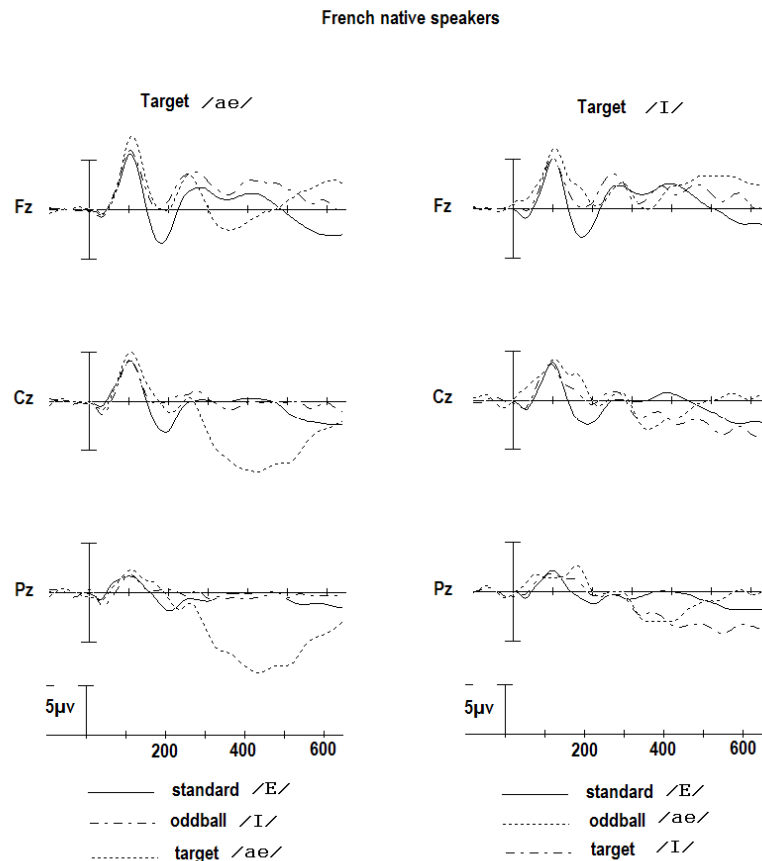 French native speakers
Target /ae/
Target /I/
Fz
Fz
Cz
Cz
Pz
Pz
5µv
5µv
200 400 600
200 400 600
standard /E/
oddball /I/
target /ae/
standard /E/
oddball /ae/
target /I/